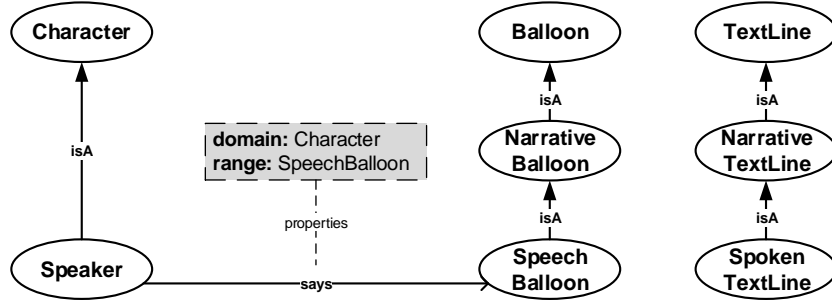 Character
Balloon
TextLine
isA
isA
isA
domain: Character
range: SpeechBalloon
Narrative
Balloon
Narrative
TextLine
properties
isA
isA
Speaker
says
Speech
Balloon
Spoken
TextLine